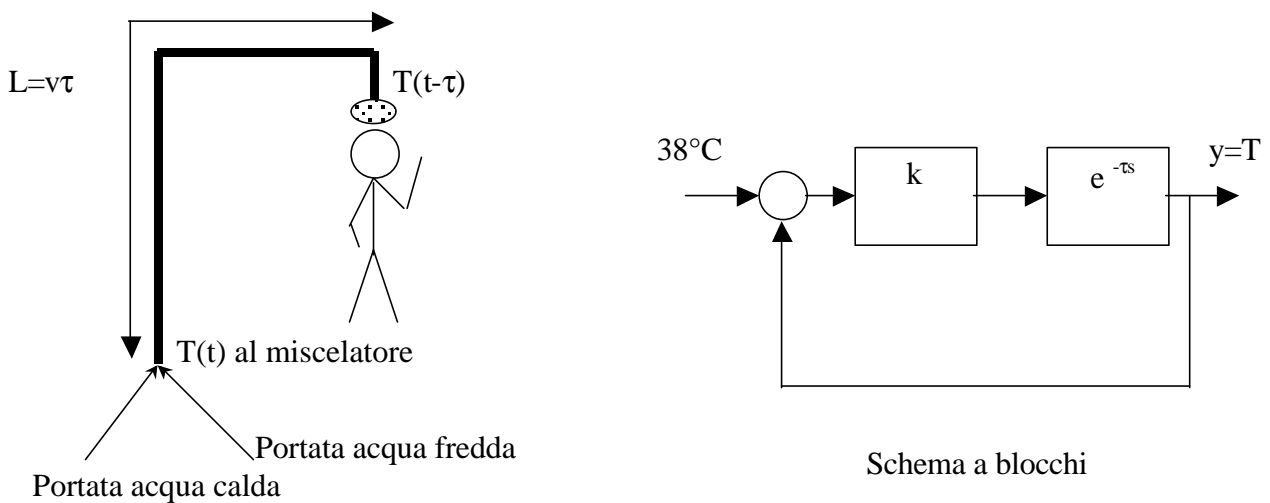 L=vτ
T(t-τ)
T(t) al miscelatore
Portata acqua fredda
Portata acqua calda
38°C
k
e -τs
y=T
Schema a blocchi